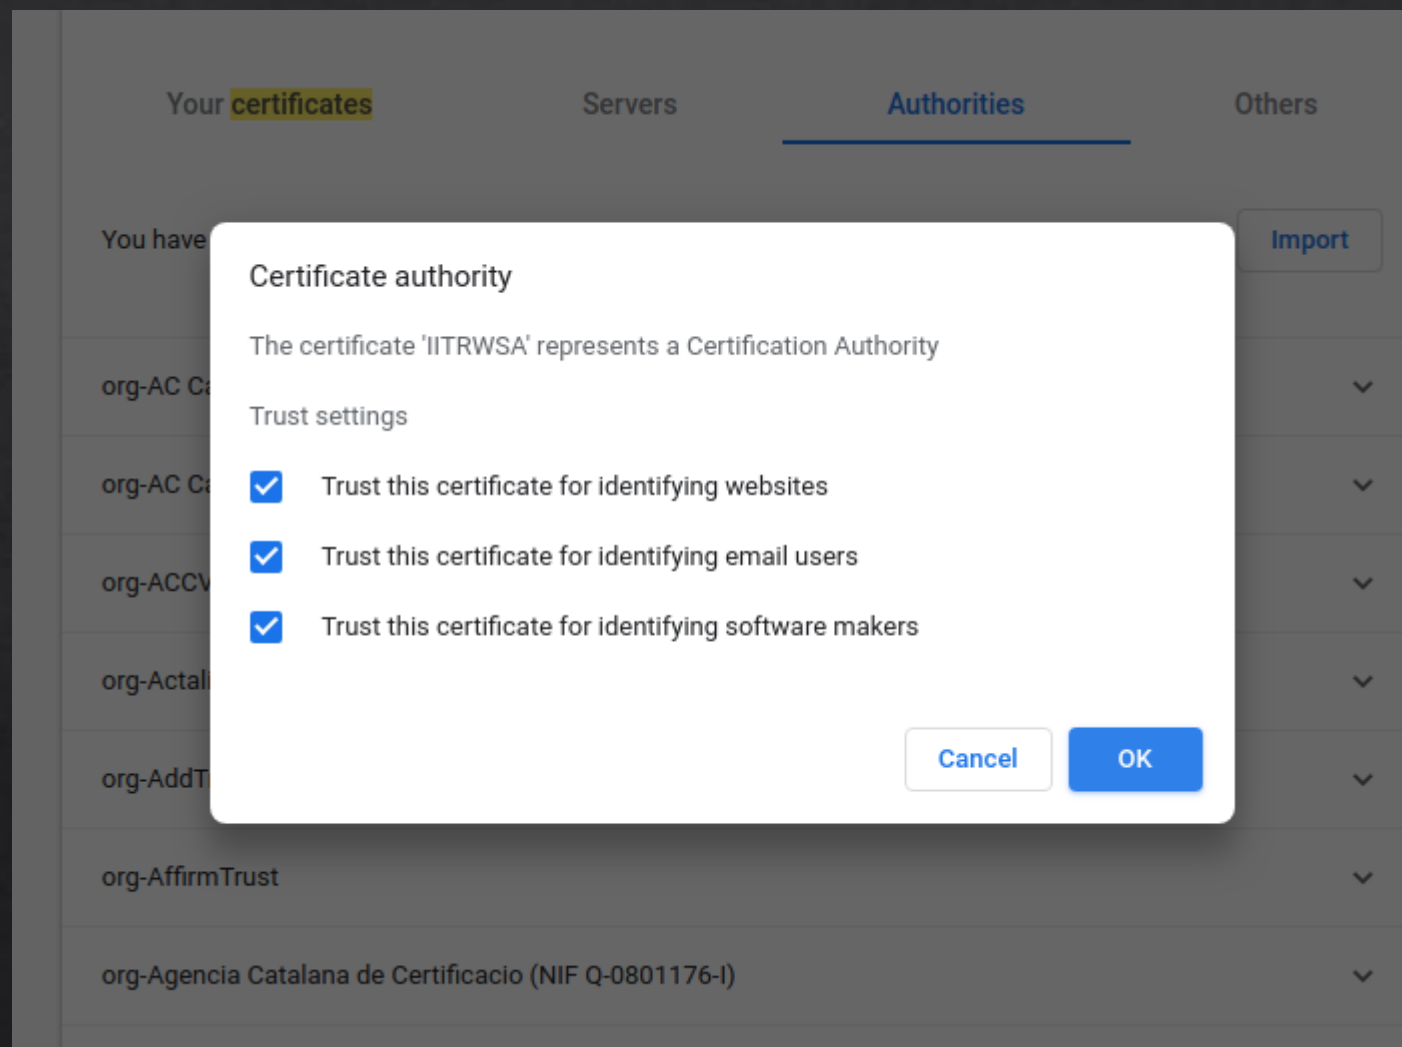 Your certificates Servers Authorities Others
You have
Import
Certificate authority
The certificate 'IITRWSA' represents a Certification Authority
Trust settings
Trust this certificate for identifying websites
Trust this certificate for identifying email users
Trust this certificate for identifying software makers
Cancel OK
org-AC
org-AC
org-AffirmTrust
org-Agencia Catalana de Certificacio (NIF Q-0801176-I)